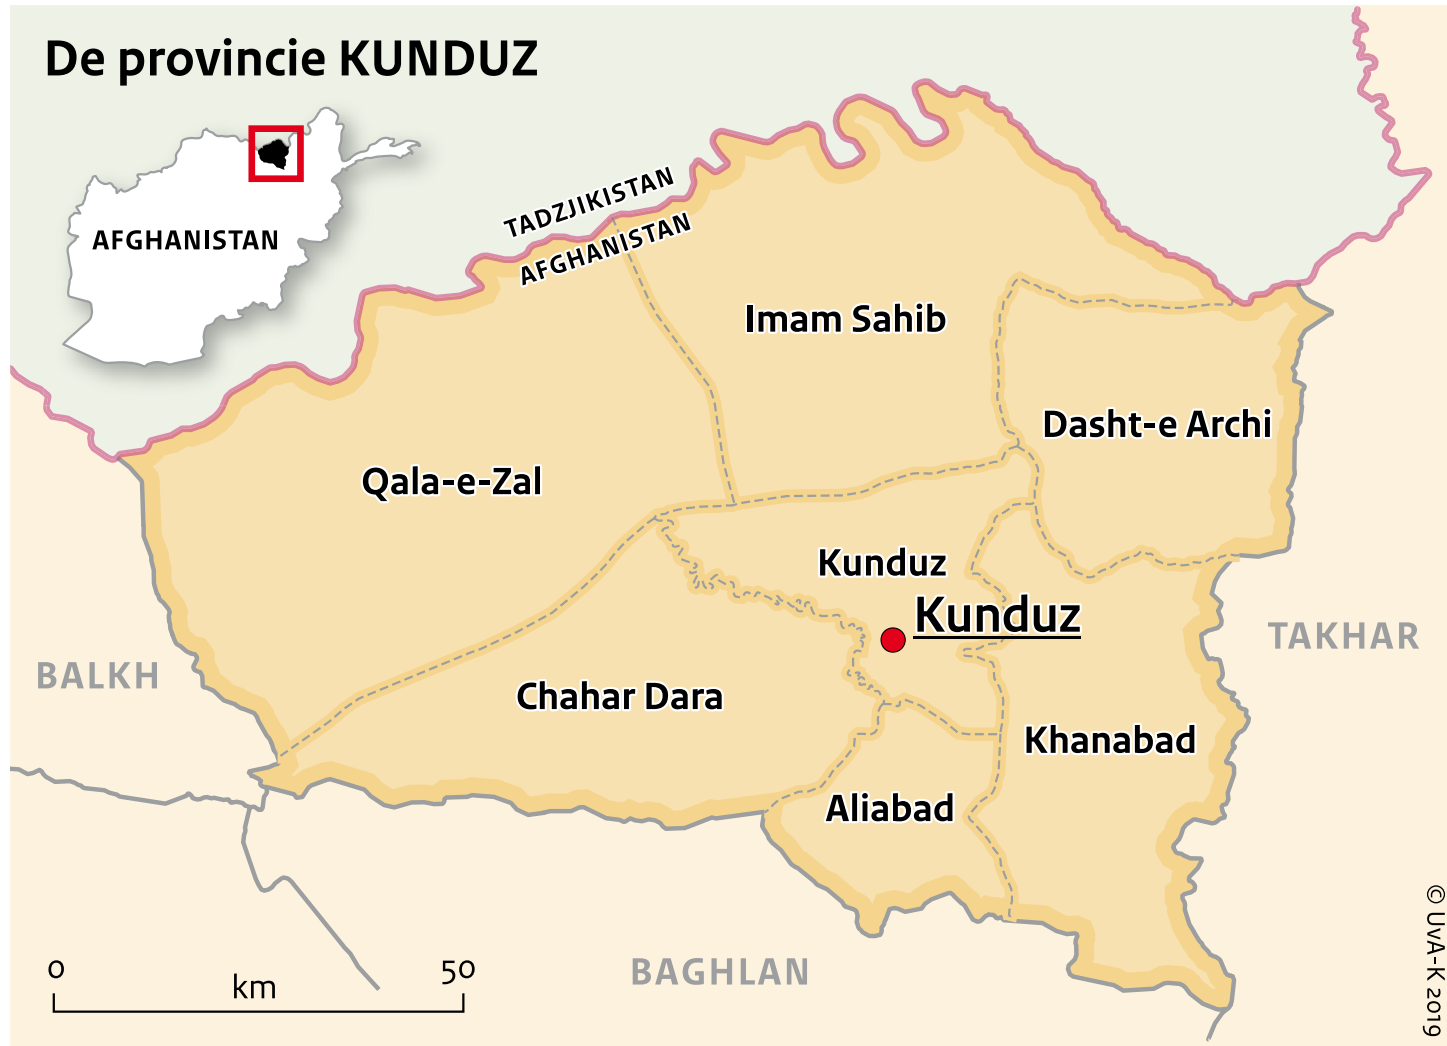 De provincie KUNDUZ
TADZJIKISTAN
AFGHANISTAN
AFGHANISTAN
Imam Sahib
Dasht-e Archi
Qala-e-Zal
Kunduz
Kunduz
TAKHAR
BALKH
Chahar Dara
Khanabad
Aliabad
BAGHLAN
0 50
km
© UvA-K 2019